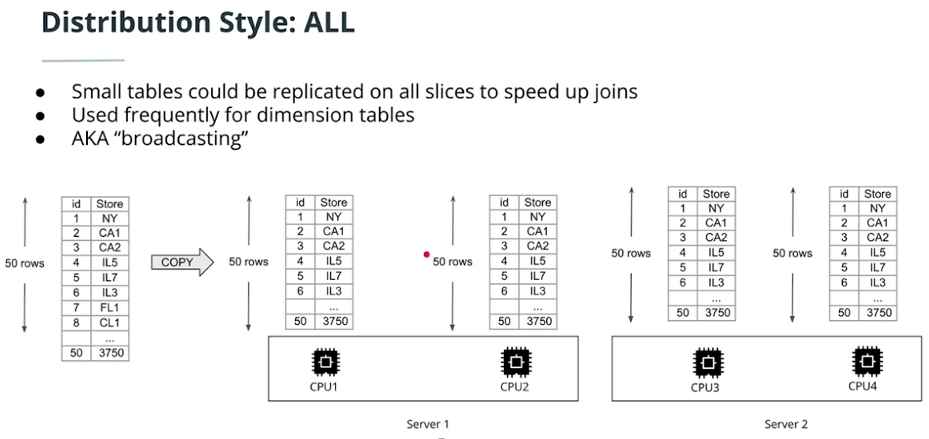 Distribution Style: ALL
● Small tables could be replicated on all slices to speed up joins
● Used frequently for dimension tables
● AKA “broadcasting”
id Store
1 NY
2 CA1
3 CA2
4 IL5
5 IL7
6 IL3
7 FL1
8 CL1
...
50 3750
50 rows
COPY
50 rows
id Store
1 NY
2 CA1
3 CA2
4 IL5
5 IL7
6 IL3
...
50 3750
50 rows
id Store
1 NY
2 CA1
3 CA2
4 IL5
5 IL7
6 IL3
...
50 3750
50 rows
id Store
1 NY
2 CA1
3 CA2
4 IL5
5 IL7
6 IL3
...
50 3750
50 rows
id Store
1 NY
2 CA1
3 CA2
4 IL5
5 IL7
6 IL3
...
50 3750
CPU1 CPU2 CPU3 CPU4
Server 1 Server 2